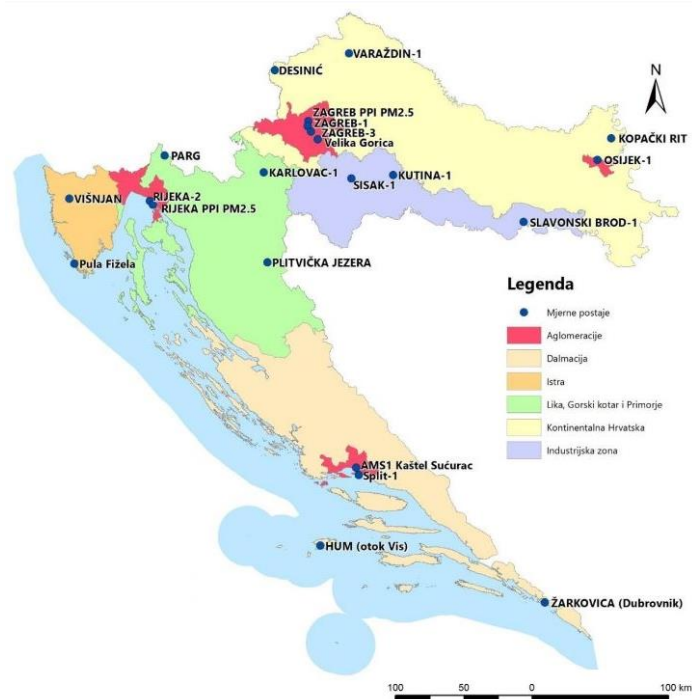 VARAŽDIN-1
DESINIĆ
N
ZAGREB PPI PM2.5
ZAGREB-1
ZAGREB-3
Velika Gorica
KOPAČKI RIT
OSIJEK-1
PARG
KARLOVAC-1
KUTINA-1
SISAK-1
VIŠNJAN
RIJEKA-2
RIJEKA PPI PM2.5
SLAVONSKI BROD-1
Pula Fižela
PLITVIČKA JEZERA
Legenda
Mjerne postaje
Aglomeracije
Dalmacija
Istra
Lika, Gorski kotar i Primorje
Kontinentalna Hrvatska
Industrijska zona
AMS1 Kaštel Sućurac
Split-1
HUM (otok Vis)
ŽARKOVICA (Dubrovnik)
100 50 0 100 km